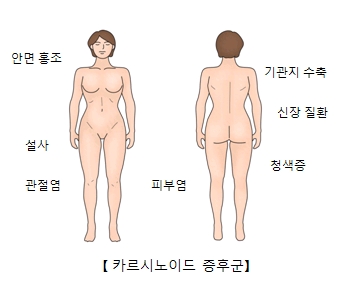 안면 홍조
기관지 수축
신장 질환
설사
청색증
관절염
피부염
【 카르시노이드 증후군】